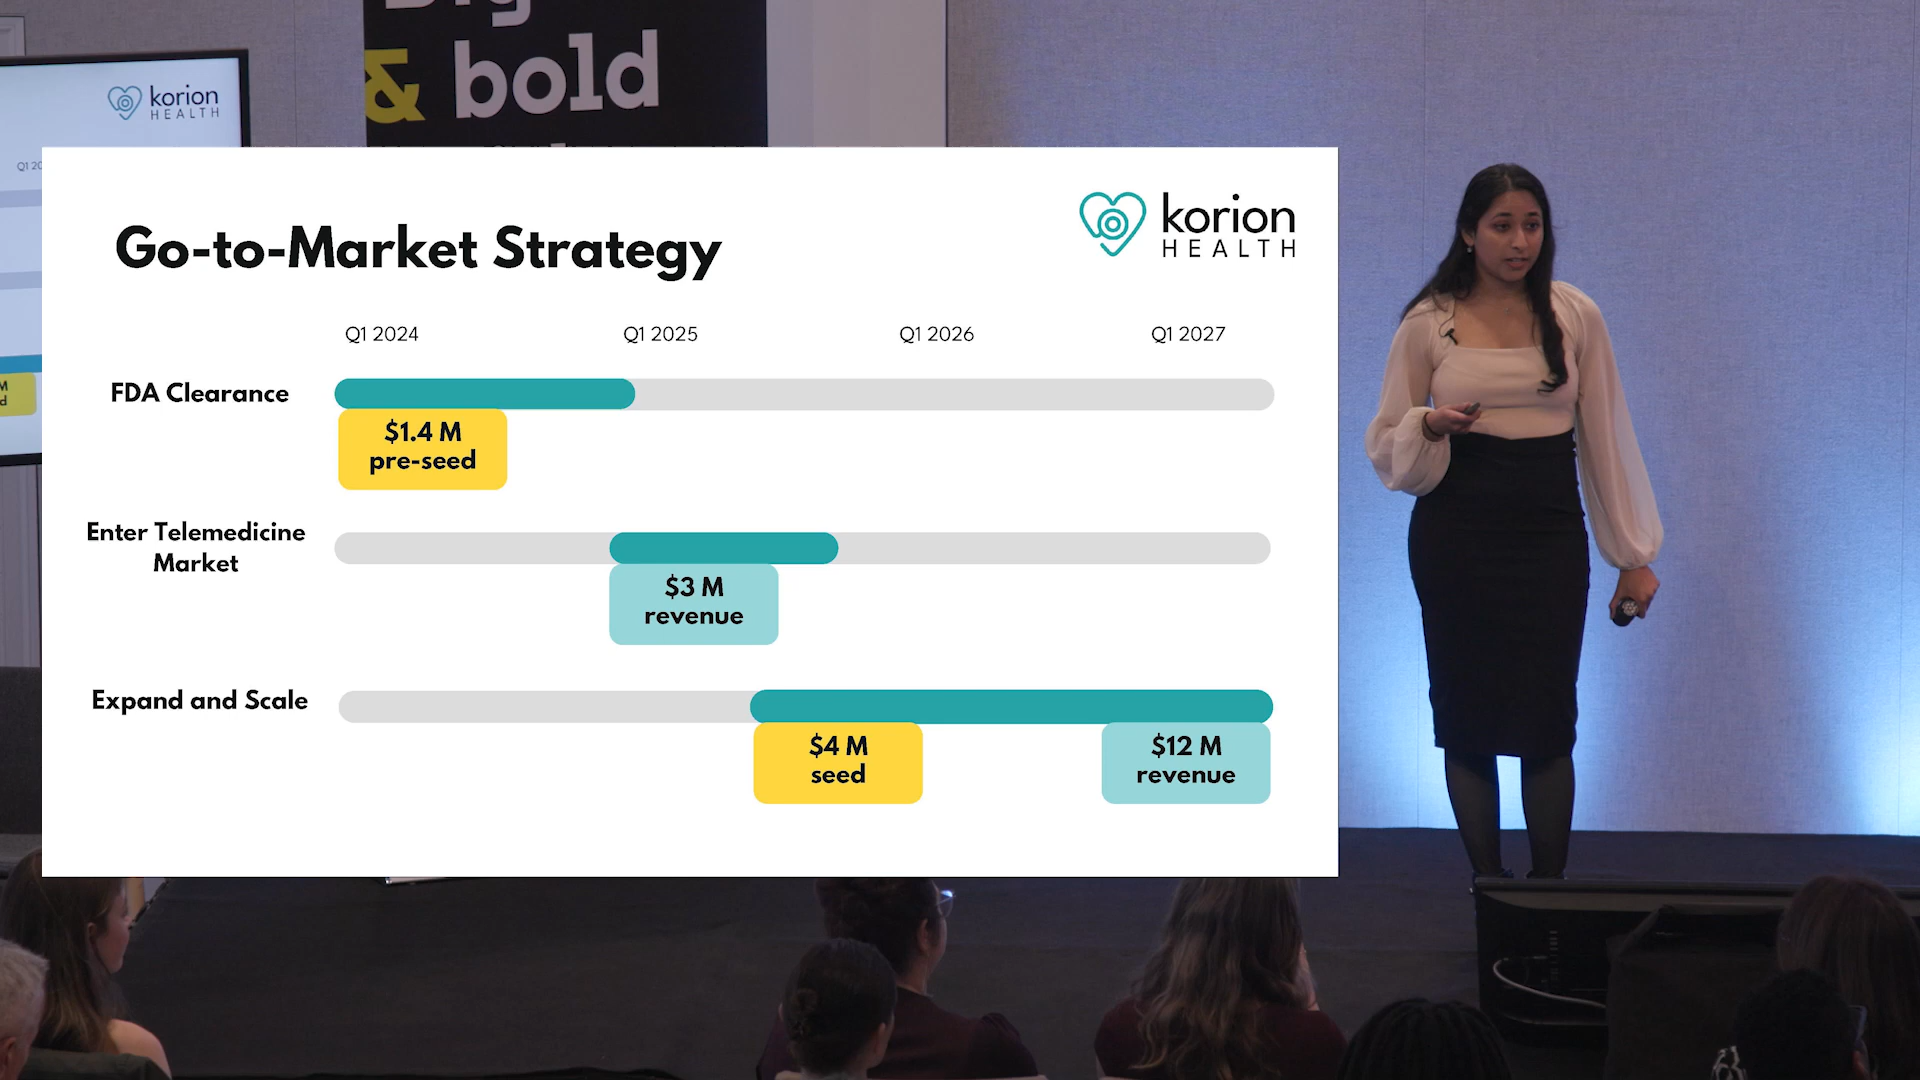 & bold
korion
HEALTH
Go-to-Market Strategy
korion
HEALTH
Q1 2024 Q1 2025 Q1 2026 Q1 2027
FDA Clearance
$1.4 M
pre-seed
Enter Telemedicine
Market
$3 M
revenue
Expand and Scale
$4 M
seed
$12 M
revenue